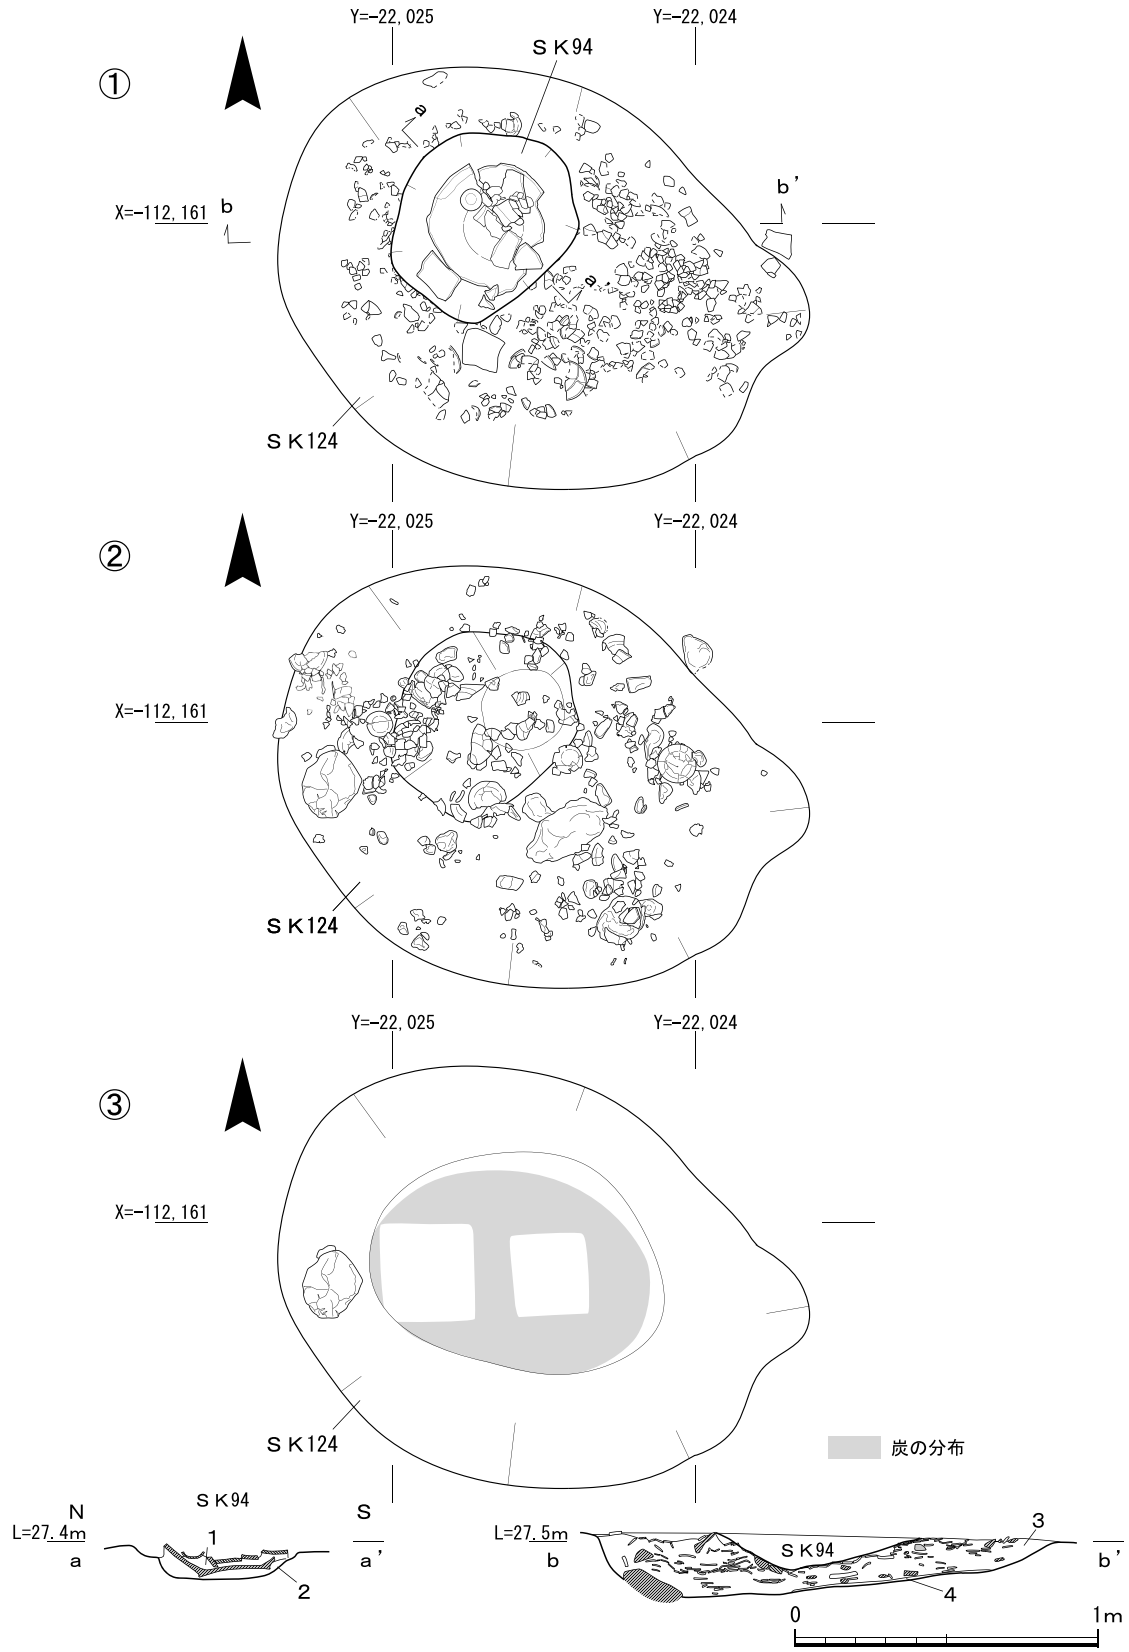 Y=-22,025
Y=-22,024
①
SK94
a
b'
X=-112,161
b
a'
SK124
Y=-22,025
Y=-22,024
②
X=-112,161
SK124
Y=-22,025
Y=-22,024
③
X=-112,161
SK124
炭の分布
N
SK94
S
L=27.4m
1
a
a'
2
L=27.5m
3
b
SK94
b'
4
0
1m